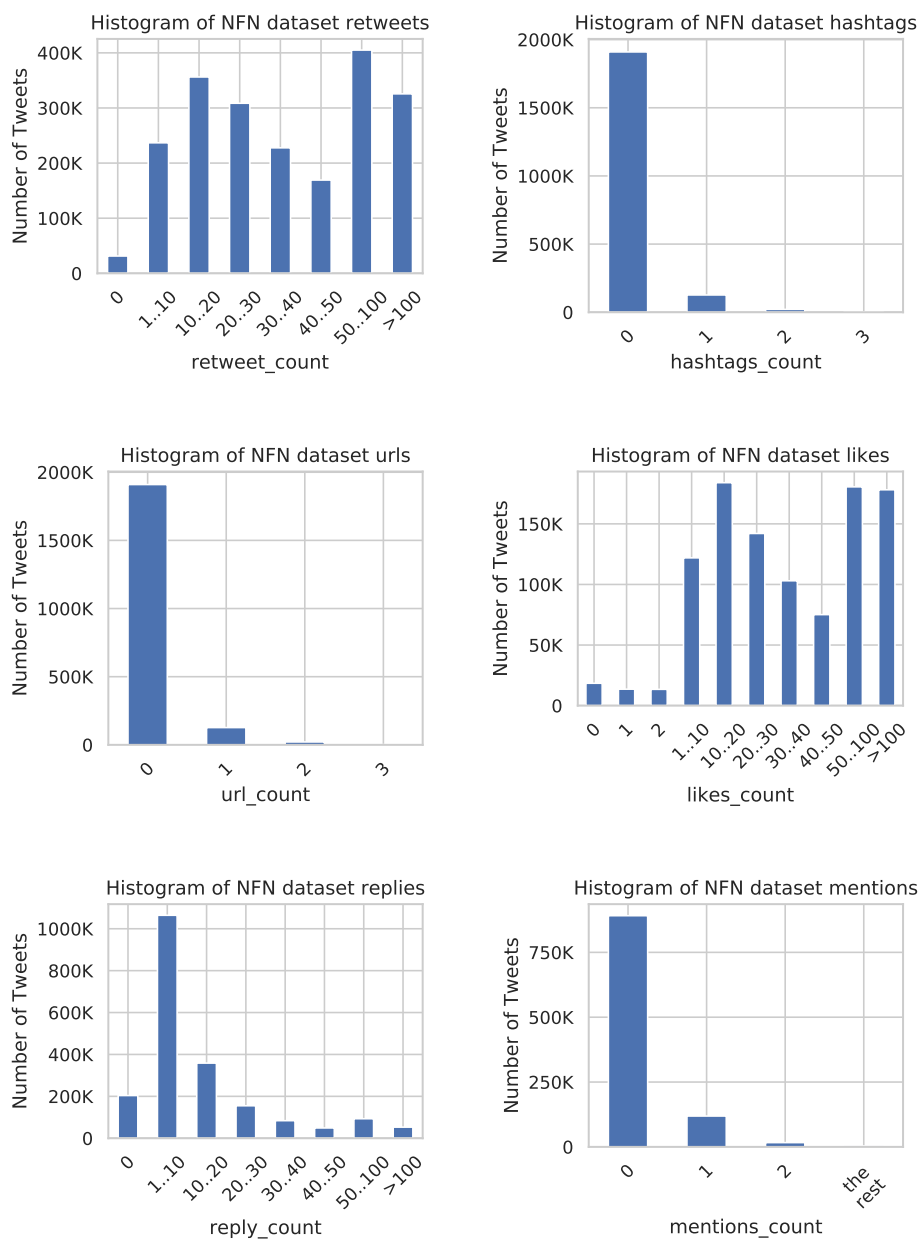 Histogram of NFN dataset retweets
Number of Tweets
400K
300K
200K
100K
0
0 1..10 10..20 20..30 30..40 40..50 50..100 >100
retweet_count
Histogram of NFN dataset hashtags
Number of Tweets
2000K
1500K
1000K
500K
0
0 1 2 3
hashtags_count
Histogram of NFN dataset urls
Number of Tweets
2000K
1500K
1000K
500K
0
0 1 2 3
url_count
Histogram of NFN dataset likes
Number of Tweets
150K
100K
50K
0
0 1 2 1..10 10..20 20..30 30..40 40..50 50..100 >100
likes_count
Histogram of NFN dataset replies
Number of Tweets
1000K
800K
600K
400K
200K
0
0 1..10 10..20 20..30 30..40 40..50 50..100 >100
reply_count
Histogram of NFN dataset mentions
Number of Tweets
750K
500K
250K
0
0 1 2 the
rest
mentions_count